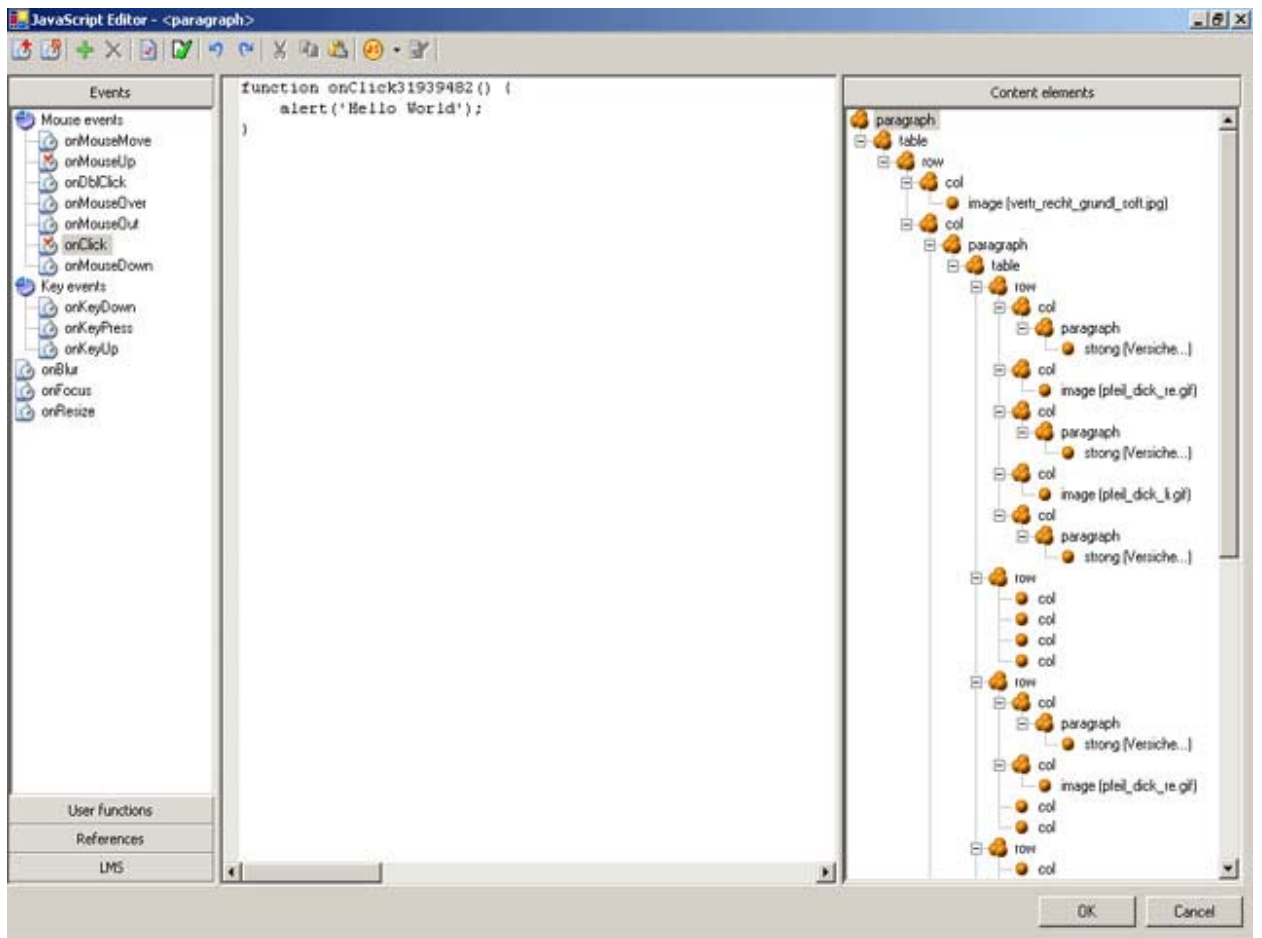 JavaScript Editor - <paragraph>
Events
Mouse events
onMouseMove
onMouseUp
onDblClick
onMouseOver
onMouseOut
onClick
onMouseDown
Key events
onKeyDown
onKeyPress
onKeyUp
onBlur
onFocus
onResize
User functions
References
LMS
function onClick31939482() {
alert('Hello World');
}
Content elements
paragraph
table
row
col
image (vertr_recht_grundl_soft.jpg)
col
paragraph
table
row
col
paragraph
strong (Versiche...)
col
image (pfeil_dick_re.gif)
col
paragraph
strong (Versiche...)
col
image (pfeil_dick_li.gif)
col
paragraph
strong (Versiche...)
row
col
col
col
col
row
col
paragraph
strong (Versiche...)
col
image (pfeil_dick_re.gif)
col
col
row
col
OK
Cancel